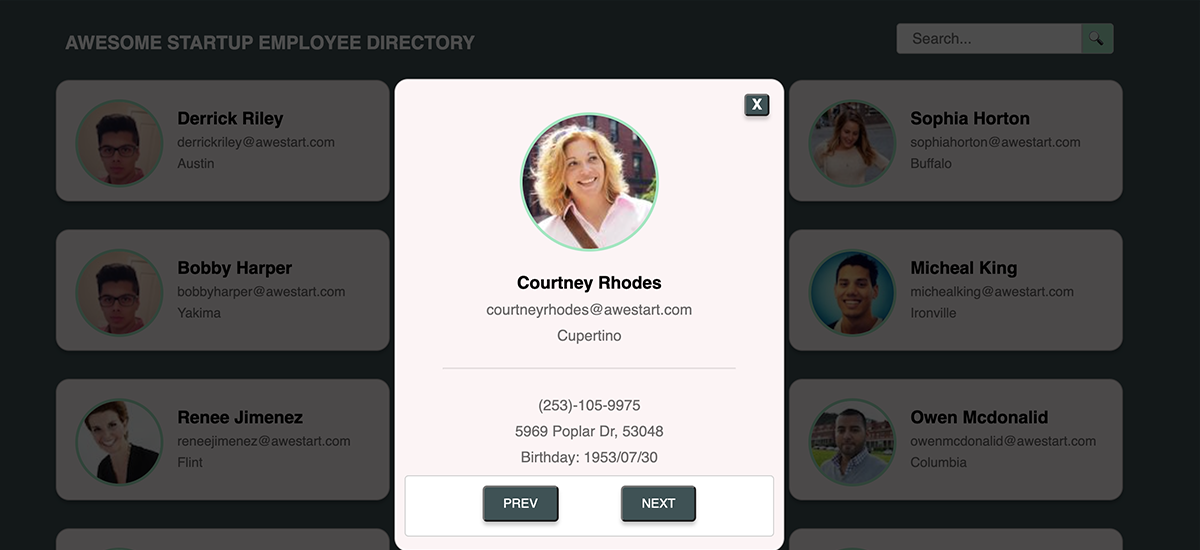 AWESOME STARTUP EMPLOYEE DIRECTORY
Search...
Derrick Riley
derrickriley@awestart.com
Austin
X
Courtney Rhodes
courtneyrhodes@awestart.com
Cupertino
(253)-105-9975
5969 Poplar Dr, 53048
Birthday: 1953/07/30
PREV
NEXT
Sophia Horton
sophiahorton@awestart.com
Buffalo
Bobby Harper
bobbyharper@awestart.com
Yakima
Micheal King
michealking@awestart.com
Ironville
Renee Jimenez
reneejimenez@awestart.com
Flint
Owen Mcdonalid
owenmcdonalid@awestart.com
Columbia